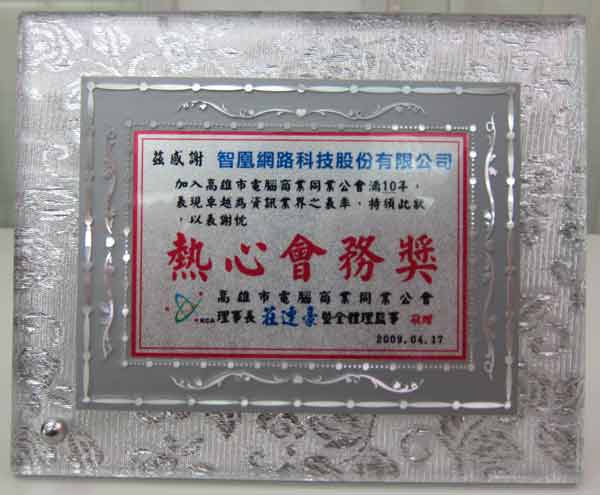 茲感謝 智凰網路科技股份有限公司
加入高雄市電腦商業同業公會滿10年,
表現卓越為資訊業界之表率,特頒此狀
,以表謝忱
熱心會務獎
高雄市電腦商業同業公會
KCA 理事長 莊連豪 暨全體理監事 敬贈
2009.04.17